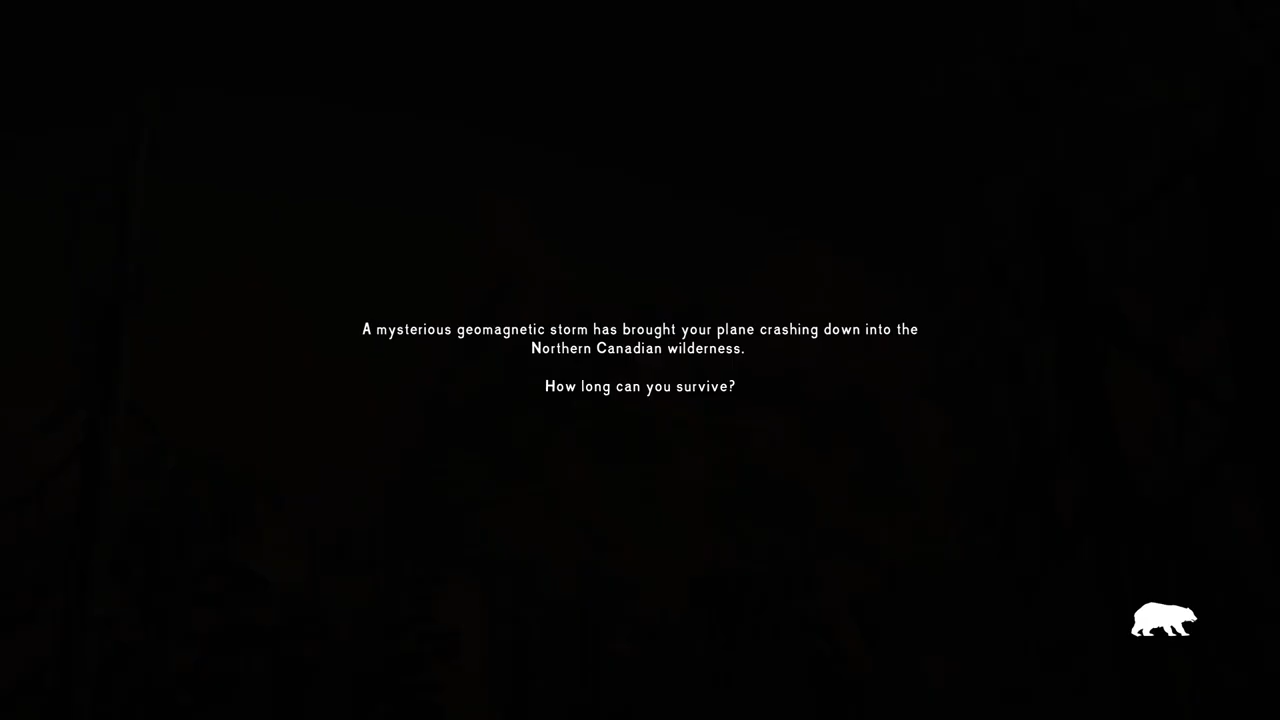 A mysterious geomagnetic storm has brought your plane crashing down into the
Northern Canadian wilderness.
How long can you survive?